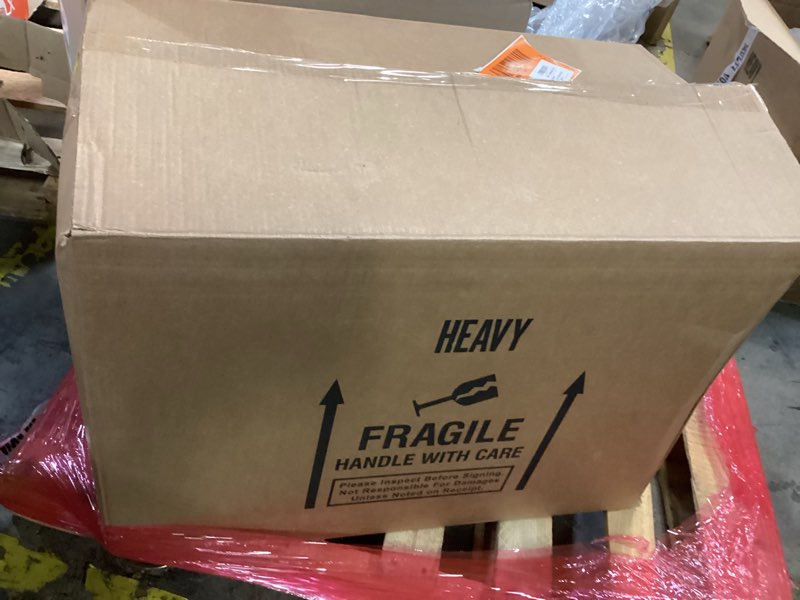 HEAVY
FRAGILE
HANDLE WITH CARE
Please Inspect Before Signing.
Not Responsible For Damages
Unless Noted on Receipt.